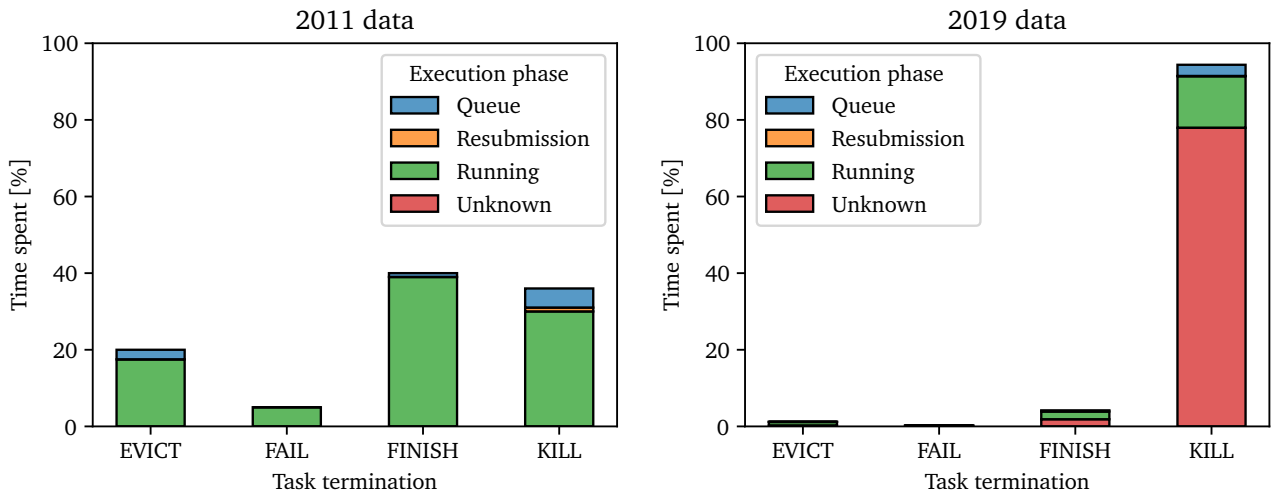 2011 data
Time spent [%]
100
80
60
40
20
0
Execution phase
Queue
Resubmission
Running
Unknown
EVICT FAIL FINISH KILL
Task termination
2019 data
Time spent [%]
100
80
60
40
20
0
Execution phase
Queue
Resubmission
Running
Unknown
EVICT FAIL FINISH KILL
Task termination